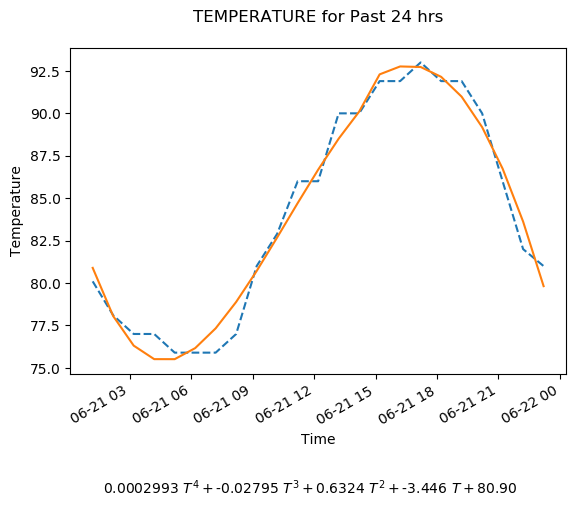 TEMPERATURE for Past 24 hrs
92.5
90.0
87.5
85.0
82.5
80.0
77.5
75.0
Temperature
06-21 03 06-21 06 06-21 09 06-21 12 06-21 15 06-21 18 06-21 21 06-22 00
Time
0.0002993 T⁴ + -0.02795 T³ + 0.6324 T² + -3.446 T + 80.90